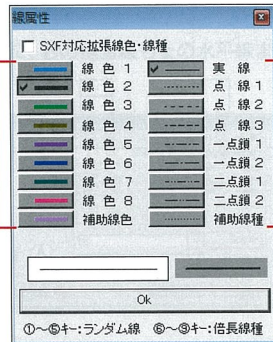 線属性
SXF対応拡張線色・線種
線色1 実線
線色2 点線1
線色3 点線2
線色4 点線3
線色5 一点鎖1
線色6 一点鎖2
線色7 二点鎖1
線色8 二点鎖2
補助線色 補助線種
Ok
①～⑤キー:ランダム線 ⑥～⑨キー:倍長線種